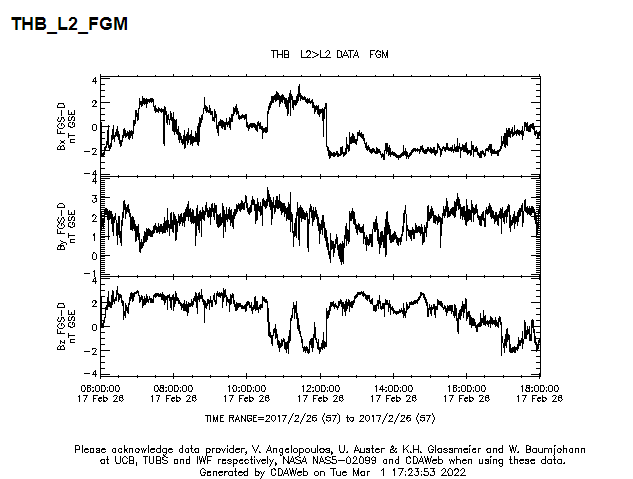 THB_L2_FGM
THB L2>L2 DATA FGM
4
2
0
-2
-4
Bx FGS-D
nT GSE
4
3
2
1
0
-1
By FGS-D
nT GSE
4
2
0
-2
-4
Bz FGS-D
nT GSE
06:00:00 08:00:00 10:00:00 12:00:00 14:00:00 16:00:00 18:00:00
17 Feb 26 17 Feb 26 17 Feb 26 17 Feb 26 17 Feb 26 17 Feb 26 17 Feb 26
TIME RANGE=2017/2/26 (57) to 2017/2/26 (57)
Please acknowledge data provider, V. Angelopoulos, U. Auster & K.H. Glassmeier and W. Baumjohann
at UCB, TUBS and IWF respectively, NASA NAS5-02099 and CDAWeb when using these data.
Generated by CDAWeb on Tue Mar 1 17:23:53 2022